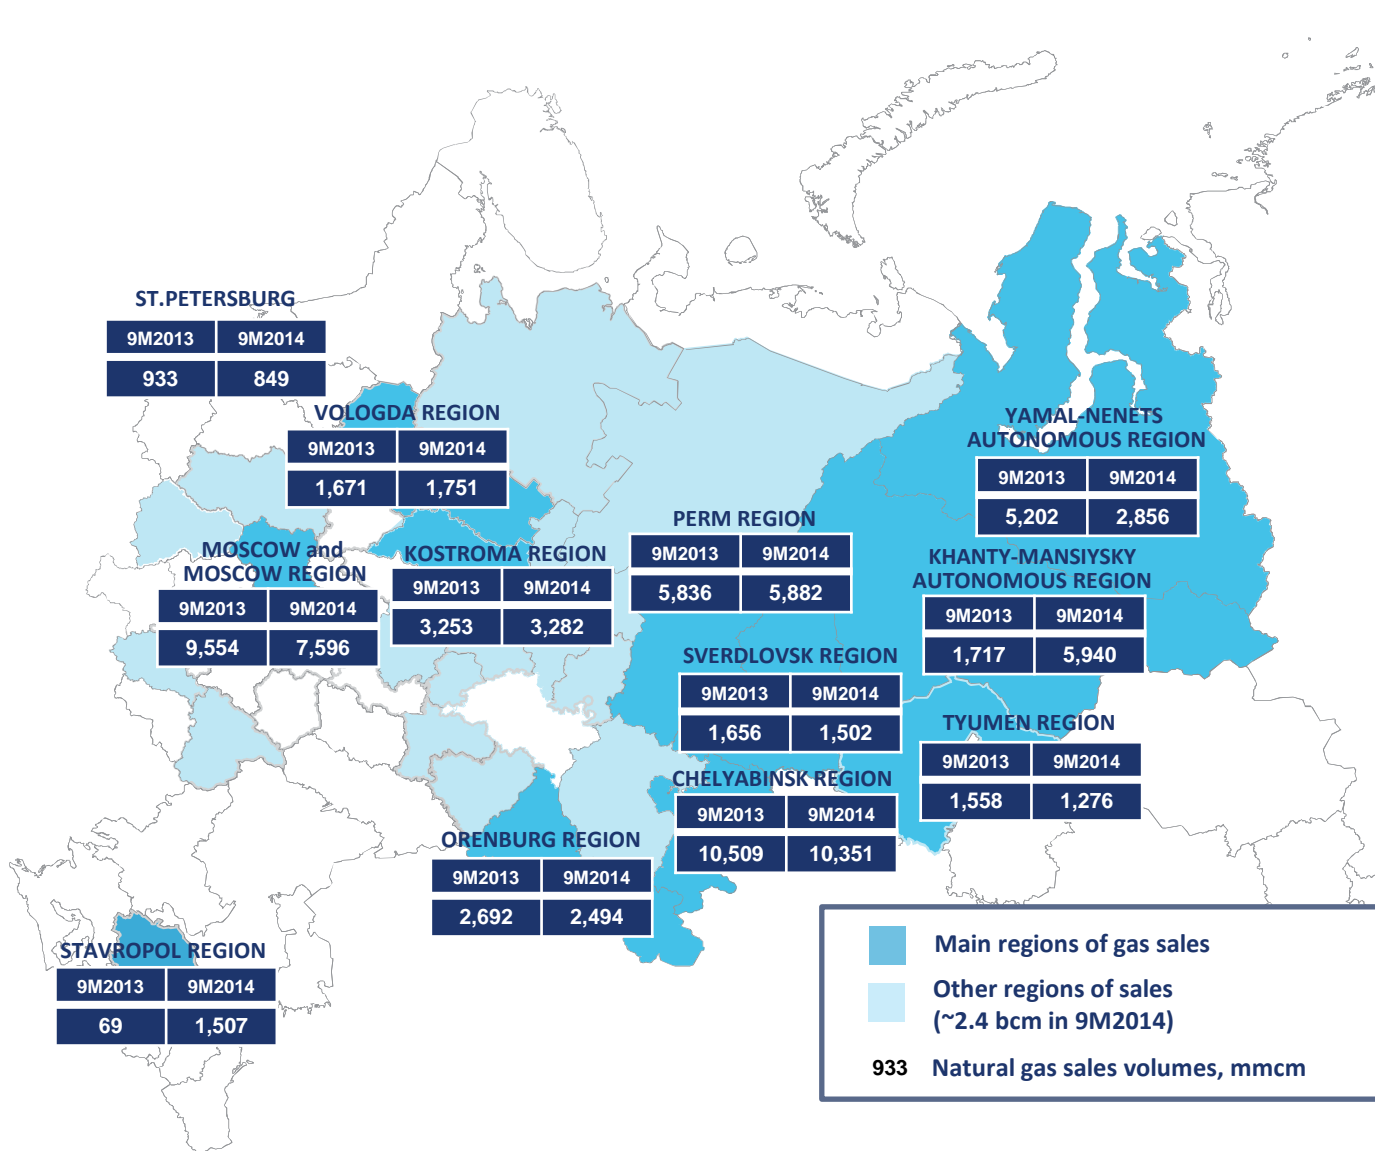 ST.PETERSBURG
9M2013 9M2014
933 849
VOLOGDA REGION
9M2013 9M2014
1,671 1,751
YAMAL-NENETS
AUTONOMOUS REGION
9M2013 9M2014
5,202 2,856
PERM REGION
9M2013 9M2014
5,836 5,882
MOSCOW and
MOSCOW REGION
9M2013 9M2014
9,554 7,596
KOSTROMA REGION
9M2013 9M2014
3,253 3,282
KHANTY-MANSIYSKY
AUTONOMOUS REGION
9M2013 9M2014
1,717 5,940
SVERDLOVSK REGION
9M2013 9M2014
1,656 1,502
TYUMEN REGION
9M2013 9M2014
1,558 1,276
CHELYABINSK REGION
9M2013 9M2014
10,509 10,351
ORENBURG REGION
9M2013 9M2014
2,692 2,494
STAVROPOL REGION
9M2013 9M2014
69 1,507
Main regions of gas sales
Other regions of sales
(~2.4 bcm in 9M2014)
933 Natural gas sales volumes, mmcm